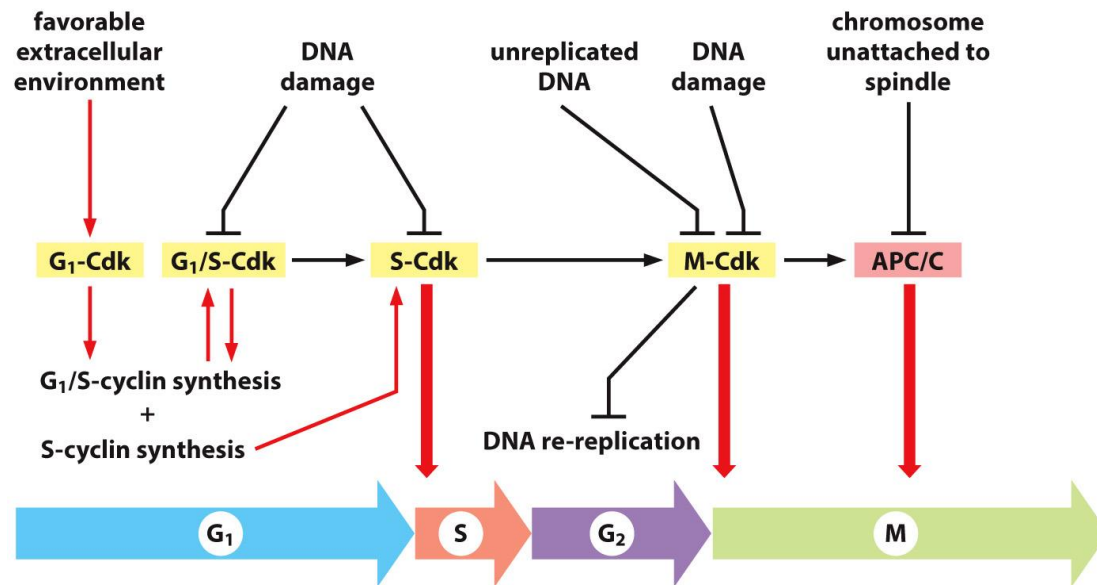 favorable
extracellular
environment
DNA
damage
unreplicated
DNA
DNA
damage
chromosome
unattached to
spindle
G₁-Cdk
G₁/S-Cdk
S-Cdk
M-Cdk
APC/C
G₁/S-cyclin synthesis
+
S-cyclin synthesis
DNA re-replication
G₁
S
G₂
M